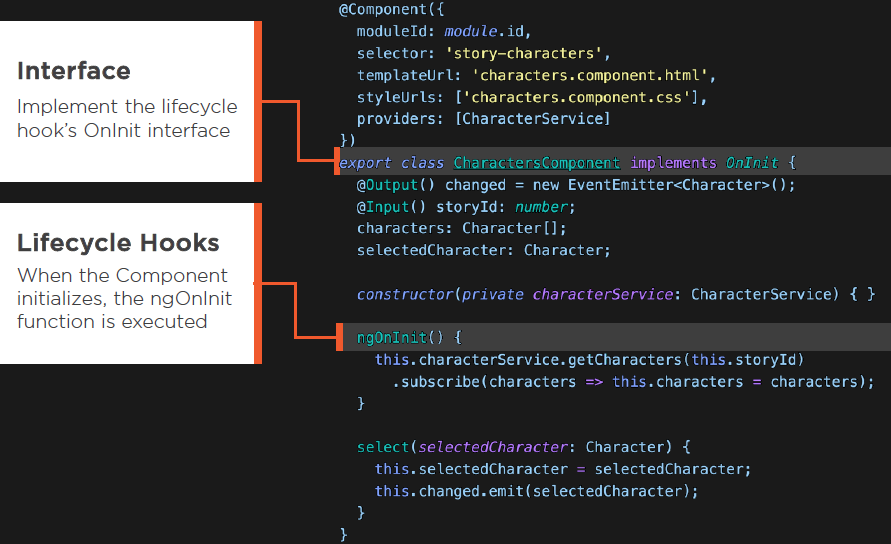 Interface
Implement the lifecycle
hook's OnInit interface
Lifecycle Hooks
When the Component
initializes, the ngOnInit
function is executed
@Component({
  moduleId: module.id,
  selector: 'story-characters',
  templateUrl: 'characters.component.html',
  styleUrls: ['characters.component.css'],
  providers: [CharacterService]
})
export class CharactersComponent implements OnInit {
  @Output() changed = new EventEmitter<Character>();
  @Input() storyId: number;
  characters: Character[];
  selectedCharacter: Character;
  constructor(private characterService: CharacterService) { }
  ngOnInit() {
    this.characterService.getCharacters(this.storyId)
      .subscribe(characters => this.characters = characters);
  }
  select(selectedCharacter: Character) {
    this.selectedCharacter = selectedCharacter;
    this.changed.emit(selectedCharacter);
  }
}